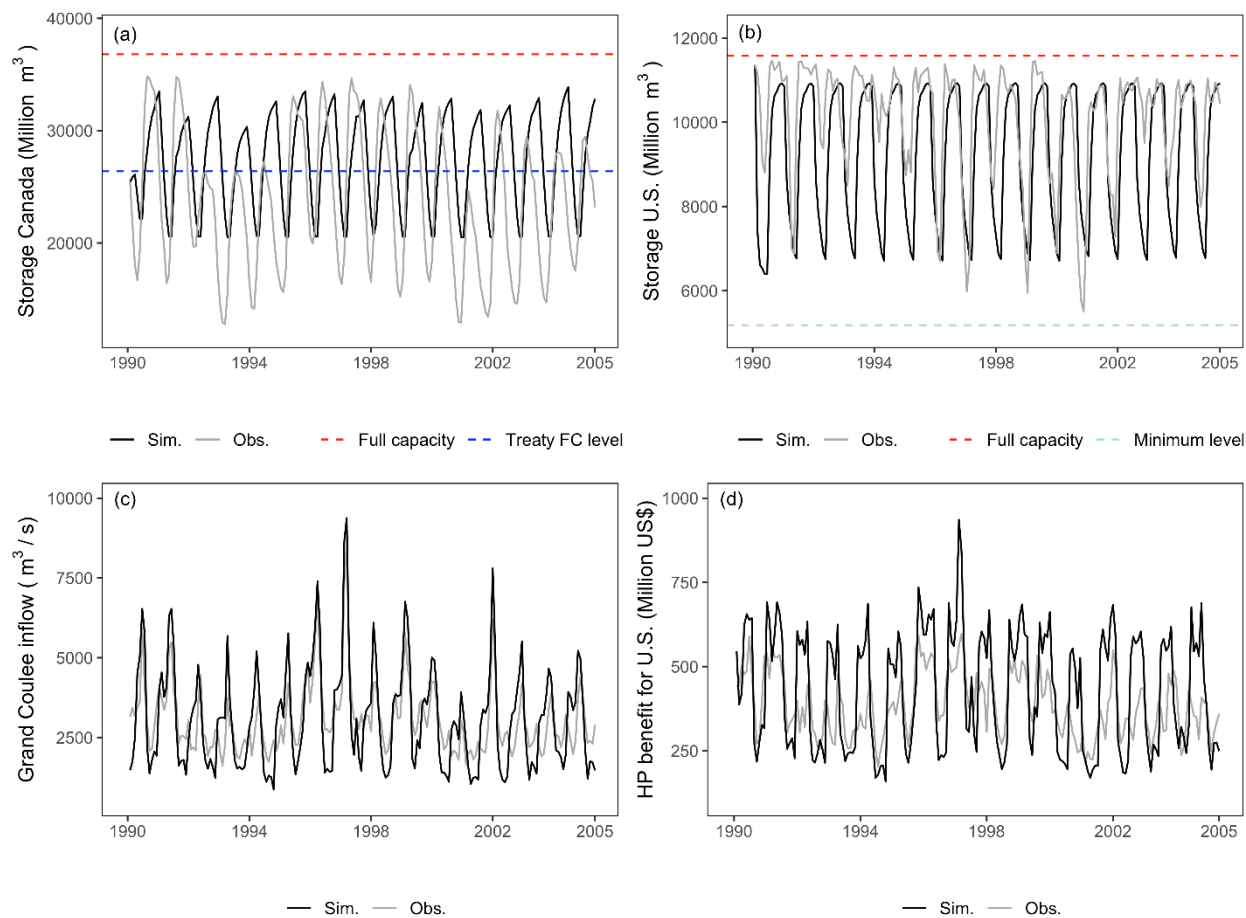 (a)
Storage Canada (Million m³)
40000
30000
20000
1990
1994
1998
2002
2005
Sim.
Obs.
Full capacity
Treaty FC level
(b)
Storage U.S. (Million m³)
12000
10000
8000
6000
1990
1994
1998
2002
2005
Sim.
Obs.
Full capacity
Minimum level
(c)
Grand Coulee inflow ( m³ / s)
10000
7500
5000
2500
1990
1994
1998
2002
2005
Sim.
Obs.
(d)
HP benefit for U.S. (Million US$)
1000
750
500
250
1990
1994
1998
2002
2005
Sim.
Obs.